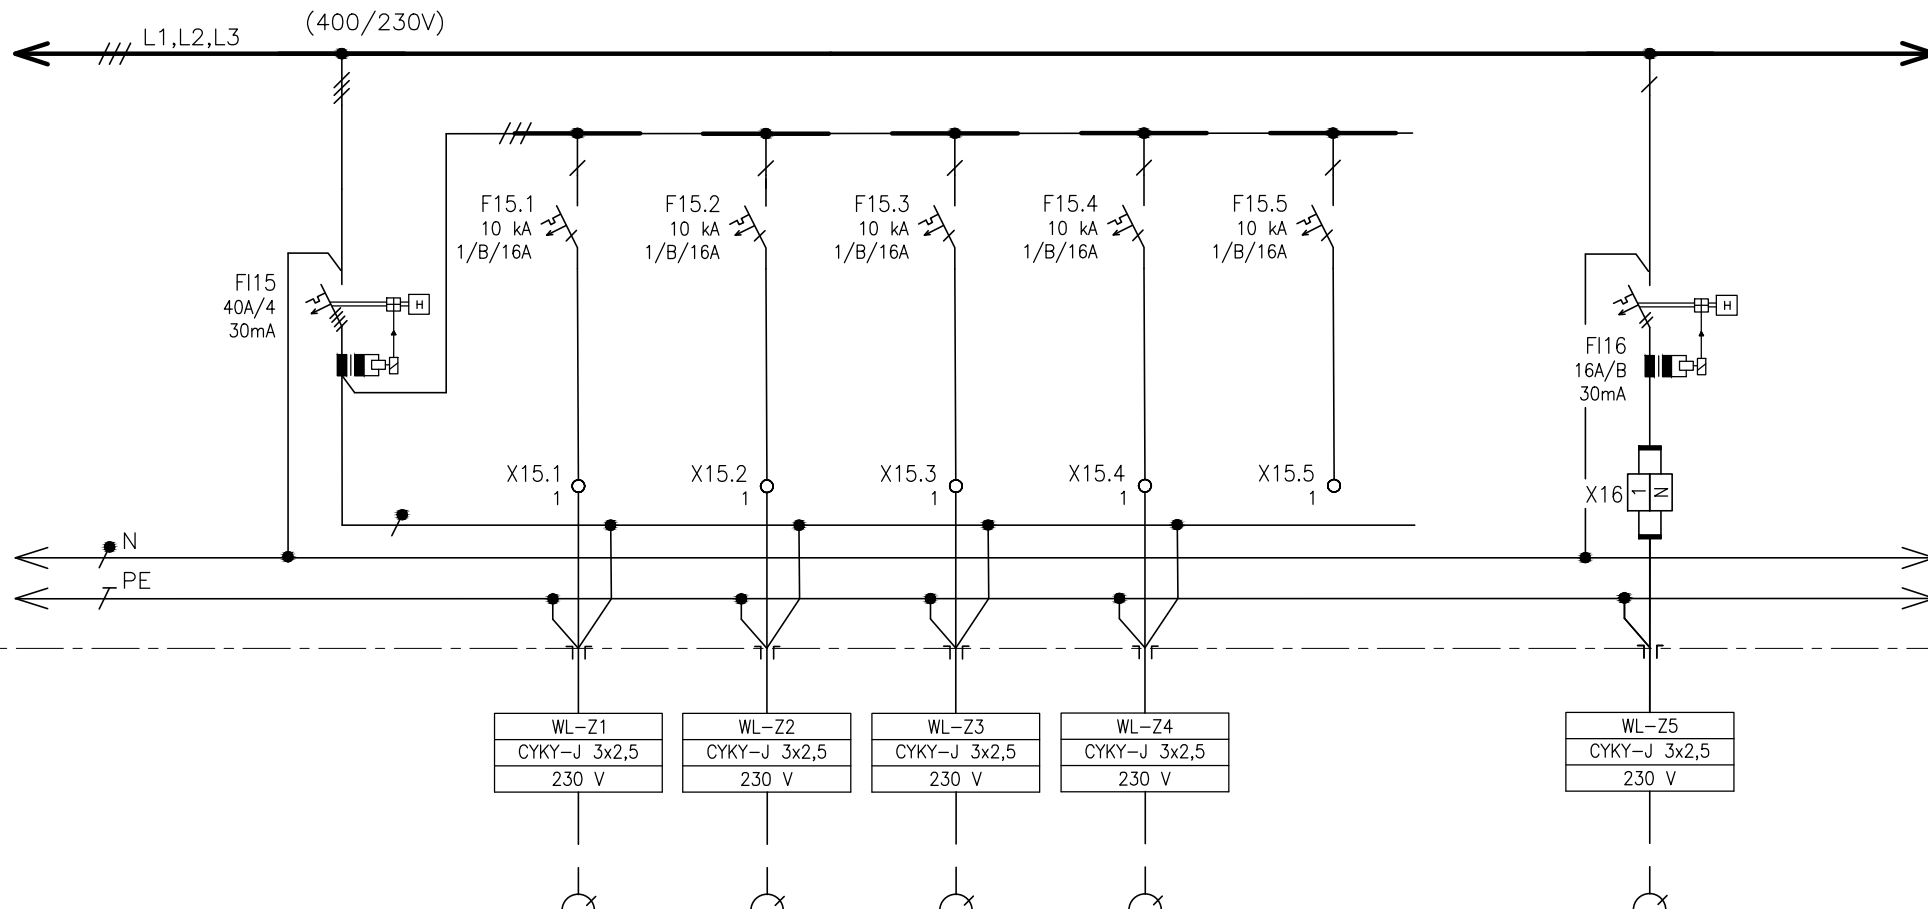 (400/230V)
L1,L2,L3
F15.1
10 kA
1/B/16A
F15.2
10 kA
1/B/16A
F15.3
10 kA
1/B/16A
F15.4
10 kA
1/B/16A
F15.5
10 kA
1/B/16A
FI15
40A/4
30mA
H
H
FI16
16A/B
30mA
X15.1
1
X15.2
1
X15.3
1
X15.4
1
X15.5
1
X16
1
N
N
PE
WL-Z1
CYKY-J 3x2,5
230 V
WL-Z2
CYKY-J 3x2,5
230 V
WL-Z3
CYKY-J 3x2,5
230 V
WL-Z4
CYKY-J 3x2,5
230 V
WL-Z5
CYKY-J 3x2,5
230 V